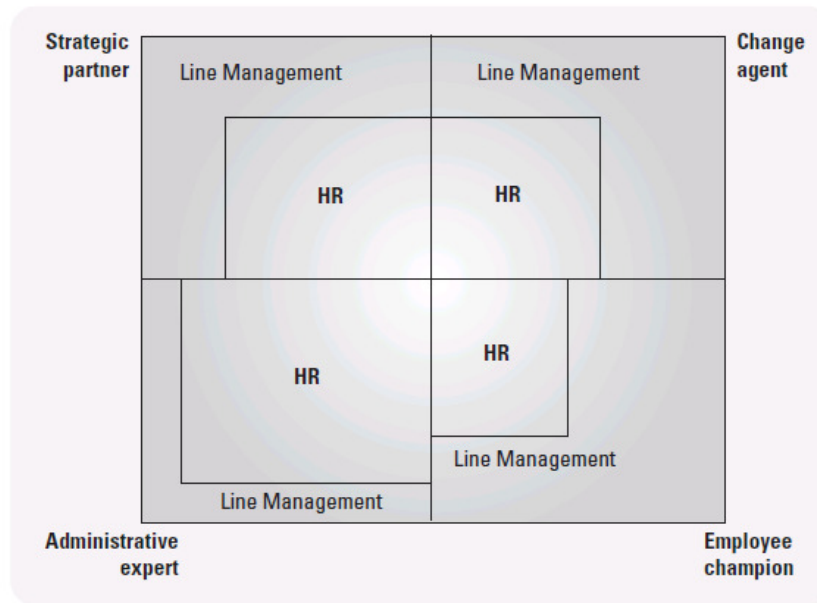 Strategic
partner
Line Management
Line Management
Change
agent
HR
HR
HR
HR
Line Management
Line Management
Administrative
expert
Employee
champion